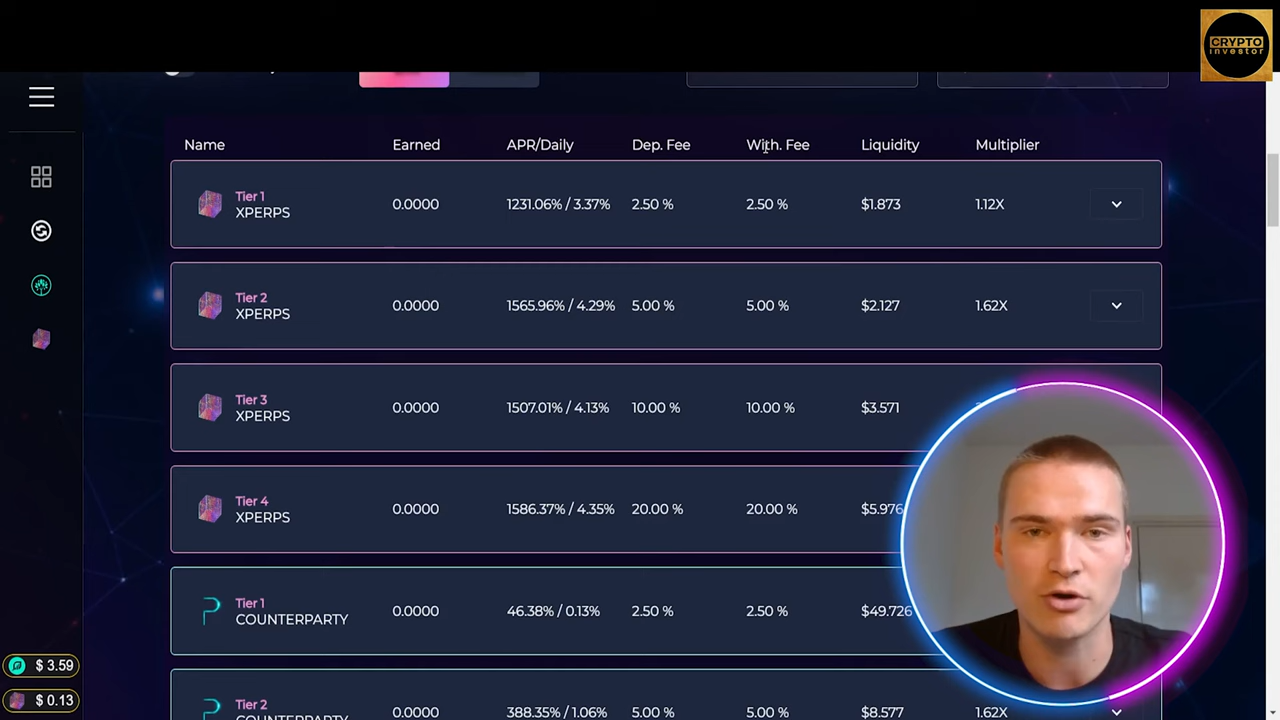 CRYPTO
investor
Name Earned APR/Daily Dep. Fee With. Fee Liquidity Multiplier
Tier 1
XPERPS 0.0000 1231.06% / 3.37% 2.50 % 2.50 % $1.873 1.12X
Tier 2
XPERPS 0.0000 1565.96% / 4.29% 5.00 % 5.00 % $2.127 1.62X
Tier 3
XPERPS 0.0000 1507.01% / 4.13% 10.00 % 10.00 % $3.571
Tier 4
XPERPS 0.0000 1586.37% / 4.35% 20.00 % 20.00 % $5.976
Tier 1
COUNTERPARTY 0.0000 46.38% / 0.13% 2.50 % 2.50 % $49.726
Tier 2
COUNTERPARTY 0.0000 388.35% / 1.06% 5.00 % 5.00 % $8.577 1.62X
$ 3.59
$ 0.13